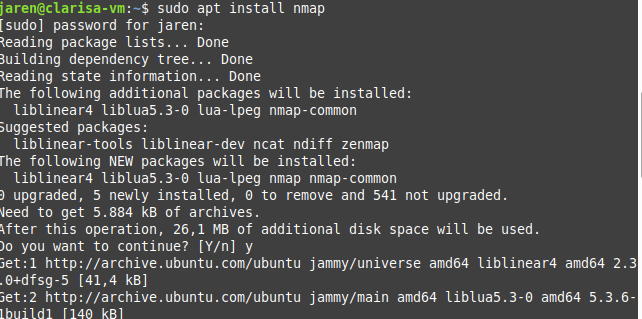 jaren@clarisa-vm:~$ sudo apt install nmap
[sudo] password for jaren:
Reading package lists... Done
Building dependency tree... Done
Reading state information... Done
The following additional packages will be installed:
  liblinear4 liblua5.3-0 lua-lpeg nmap-common
Suggested packages:
  liblinear-tools liblinear-dev ncat ndiff zenmap
The following NEW packages will be installed:
  liblinear4 liblua5.3-0 lua-lpeg nmap nmap-common
0 upgraded, 5 newly installed, 0 to remove and 541 not upgraded.
Need to get 5.884 kB of archives.
After this operation, 26,1 MB of additional disk space will be used.
Do you want to continue? [Y/n] y
Get:1 http://archive.ubuntu.com/ubuntu jammy/universe amd64 liblinear4 amd64 2.3
.0+dfsg-5 [41,4 kB]
Get:2 http://archive.ubuntu.com/ubuntu jammy/main amd64 liblua5.3-0 amd64 5.3.6-
1build1 [140 kB]